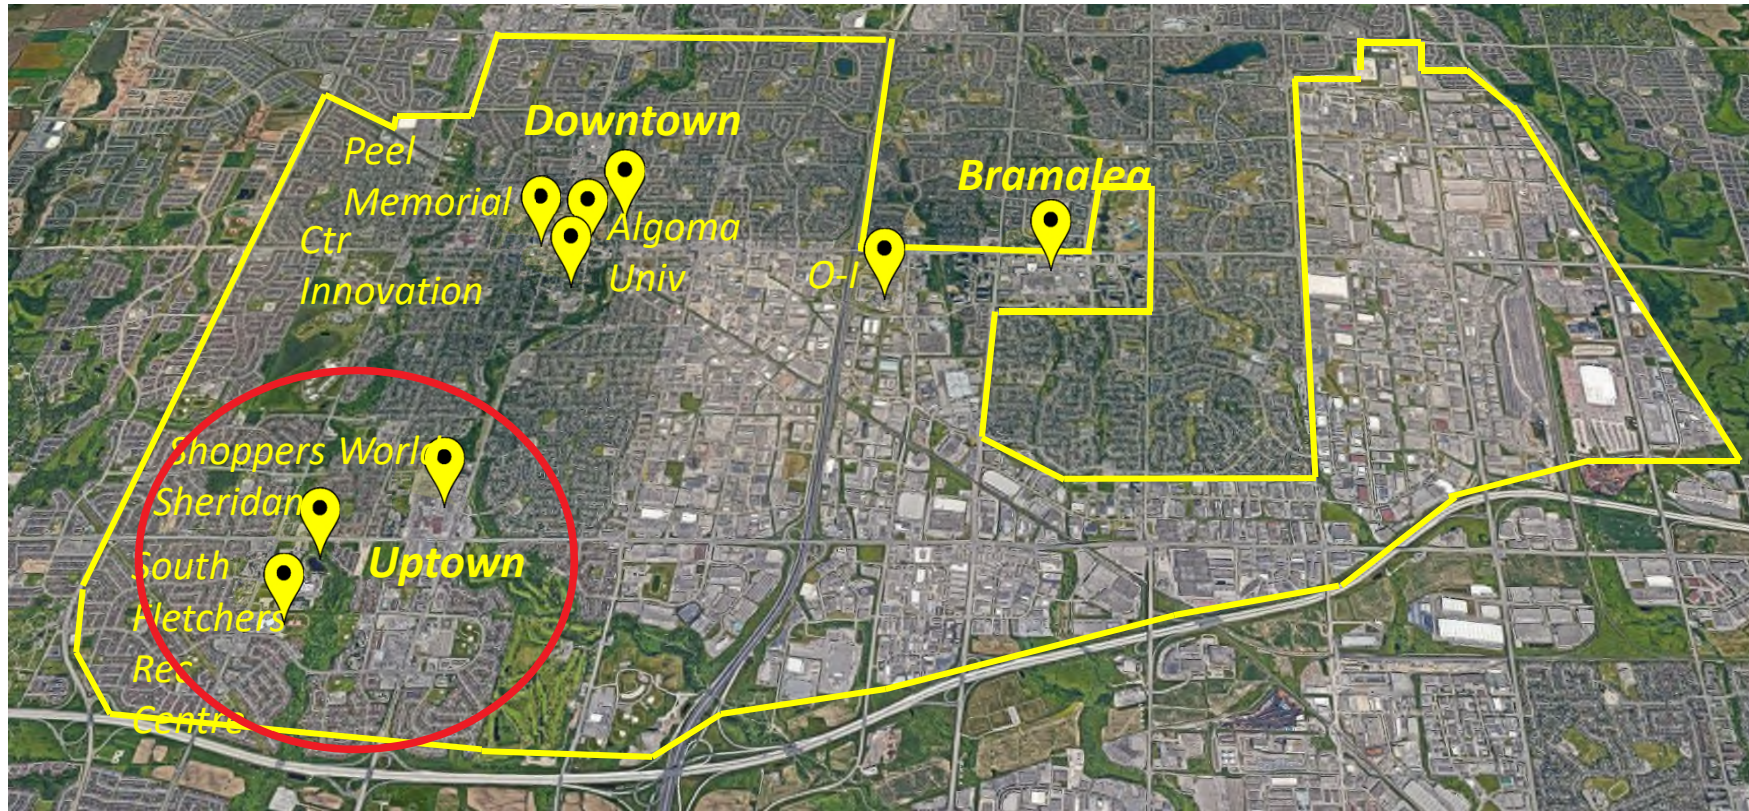 Downtown
Peel
Memorial
Ctr
Innovation
Algoma
Univ
Bramalea
O-I
Shoppers World
Sheridan
Uptown
South
Fletchers
Rec
Centre